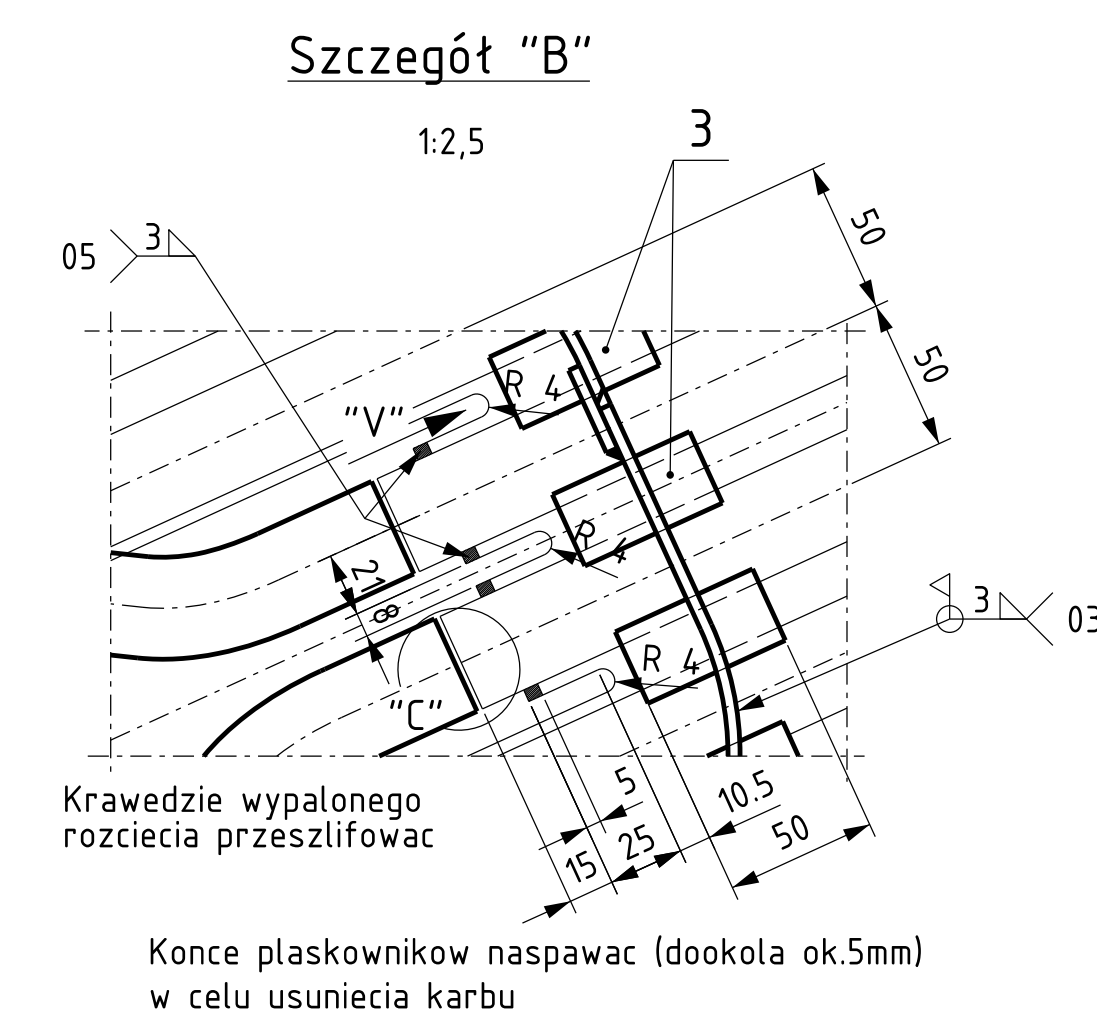 Szczegół "B"
1:2,5
3
50
05
3
50
R 4
"V"
R 4
21
8
3
03
R 4
"C"
5
10.5
Krawedzie wypalonego
rozciecia przeszlifowac
15
25
50
Konce plaskownikow naspawac (dookola ok.5mm)
w celu usuniecia karbu